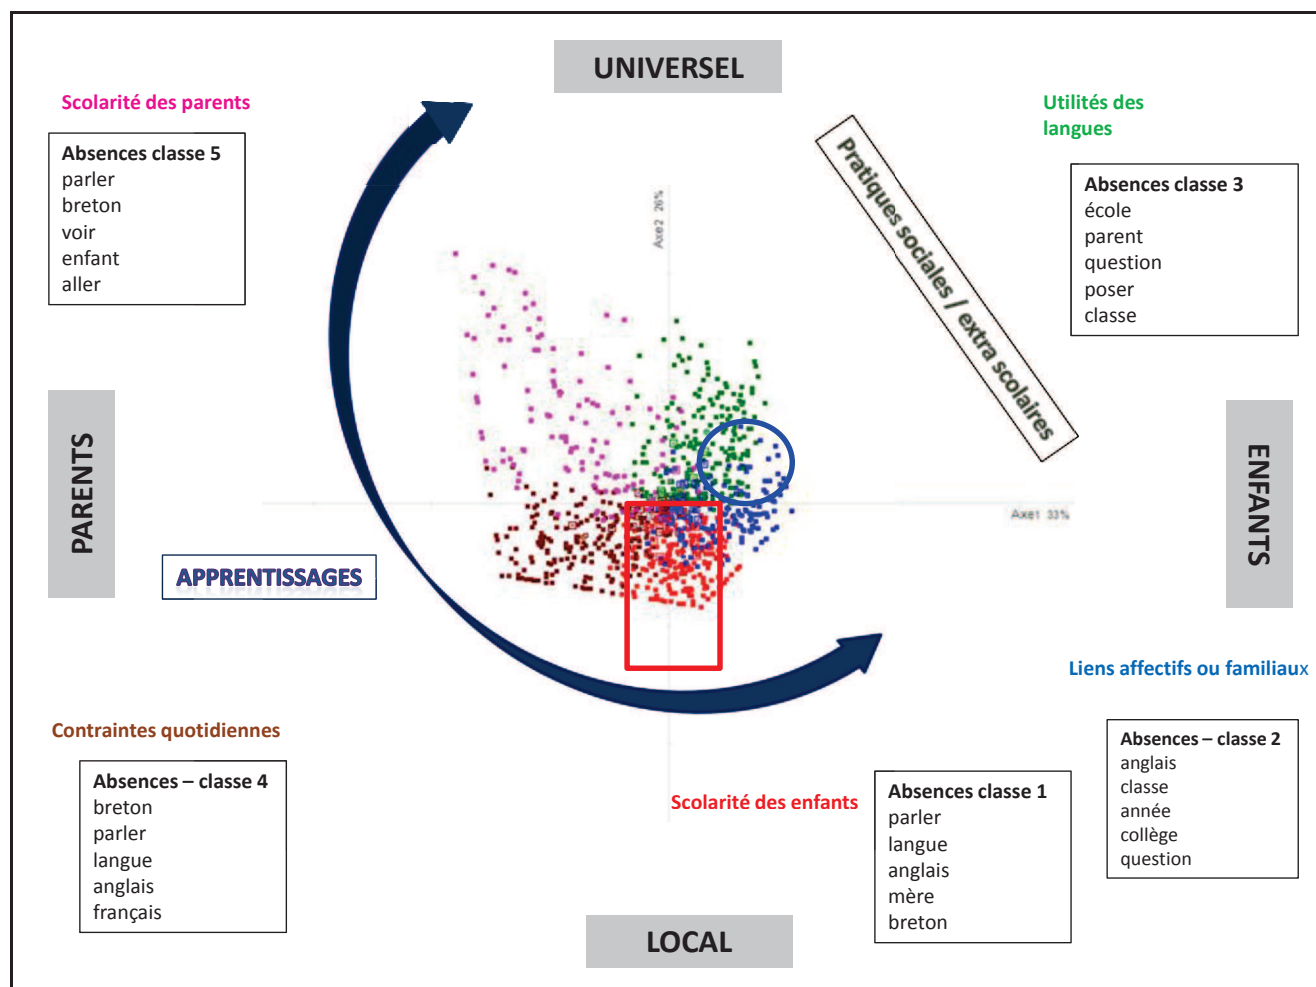 UNIVERSEL
Scolarité des parents
Absences classe 5
parler
breton
voir
enfant
aller
Utilités des
langues
Absences classe 3
école
parent
question
poser
classe
Pratiques sociales / extra scolaires
Axe2 26%
PARENTS
ENFANTS
Axe1 33%
APPRENTISSAGES
Liens affectifs ou familiaux
Absences – classe 2
anglais
classe
année
collège
question
Contraintes quotidiennes
Absences – classe 4
breton
parler
langue
anglais
français
Scolarité des enfants
Absences classe 1
parler
langue
anglais
mère
breton
LOCAL